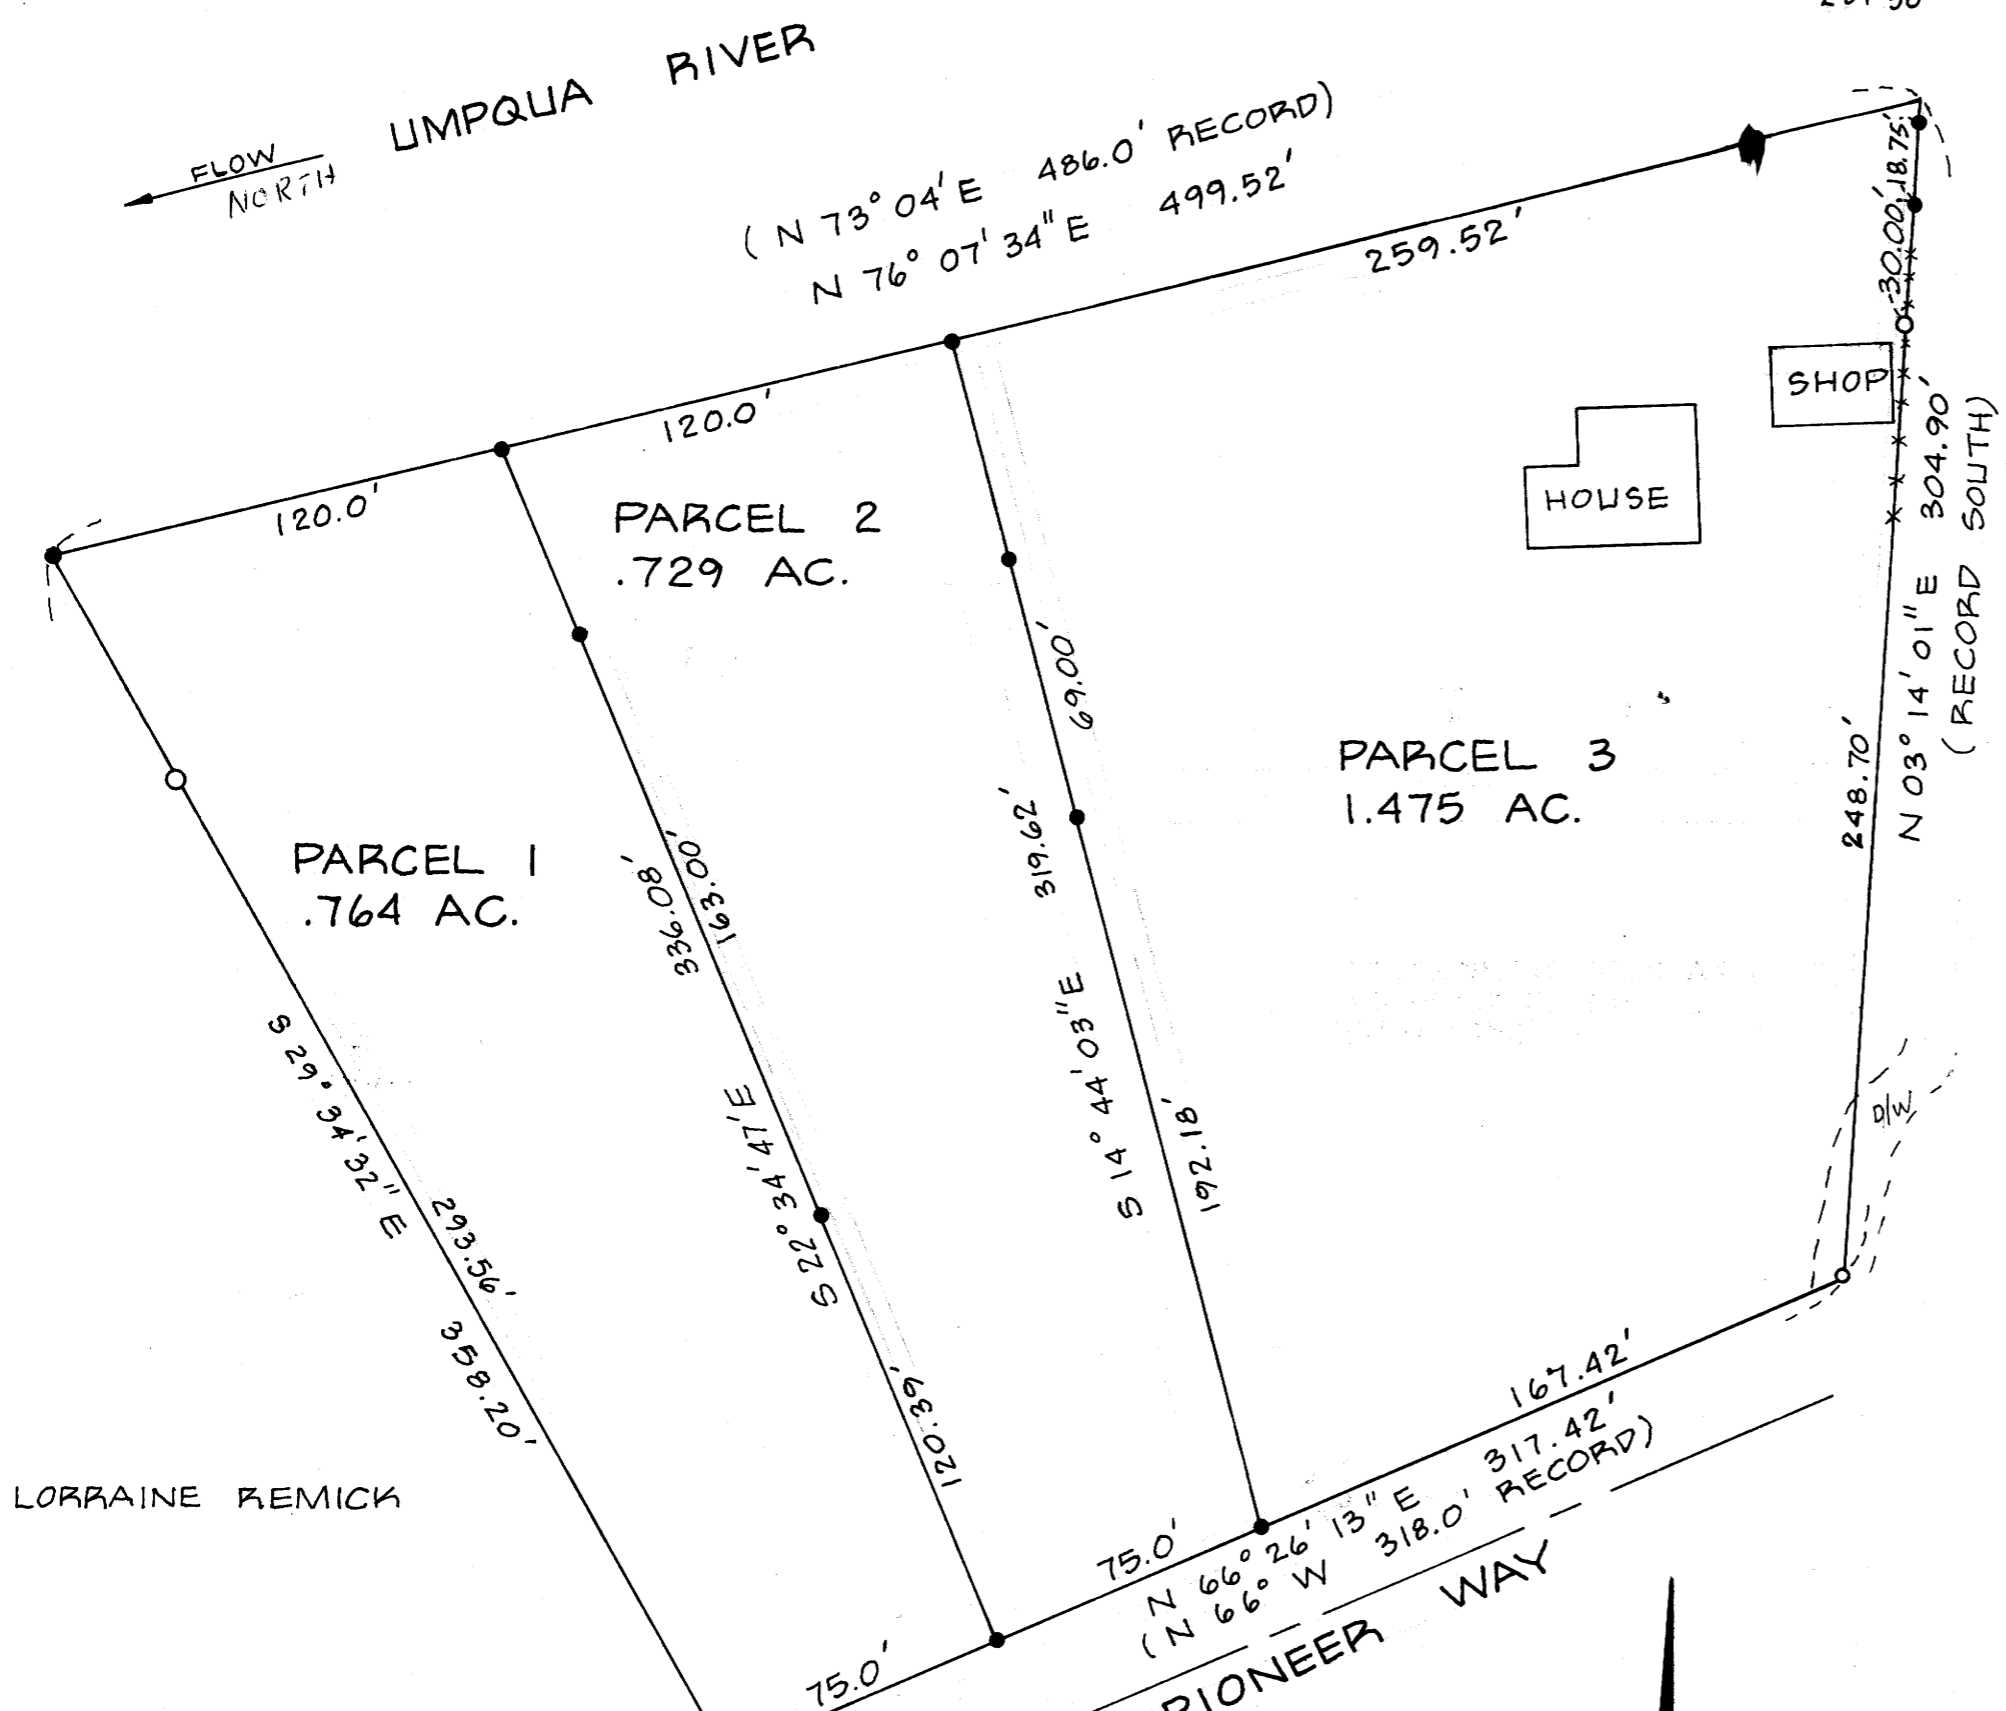 UMPQUA RIVER
FLOW
NORTH
( N 73° 04' E 486.0' RECORD)
N 76° 07' 34" E 499.52'
259.52'
120.0'
120.0'
18.75'
30.00'
SHOP
HOUSE
PARCEL 2
.729 AC.
69.00'
319.62'
N 03° 14' 01" E 304.90'
(RECORD SOUTH)
248.70'
PARCEL 3
1.475 AC.
PARCEL 1
.764 AC.
163.00'
336.08'
S 14° 44' 03" E
192.18'
S 29° 34' 32" E
293.56'
358.20'
S 22° 34' 47' E
120.39'
D/W
167.42'
317.42'
N 66° 26' 13" E
(N 66° W 318.0' RECORD)
75.0'
75.0'
LORRAINE REMICK
PIONEER WAY